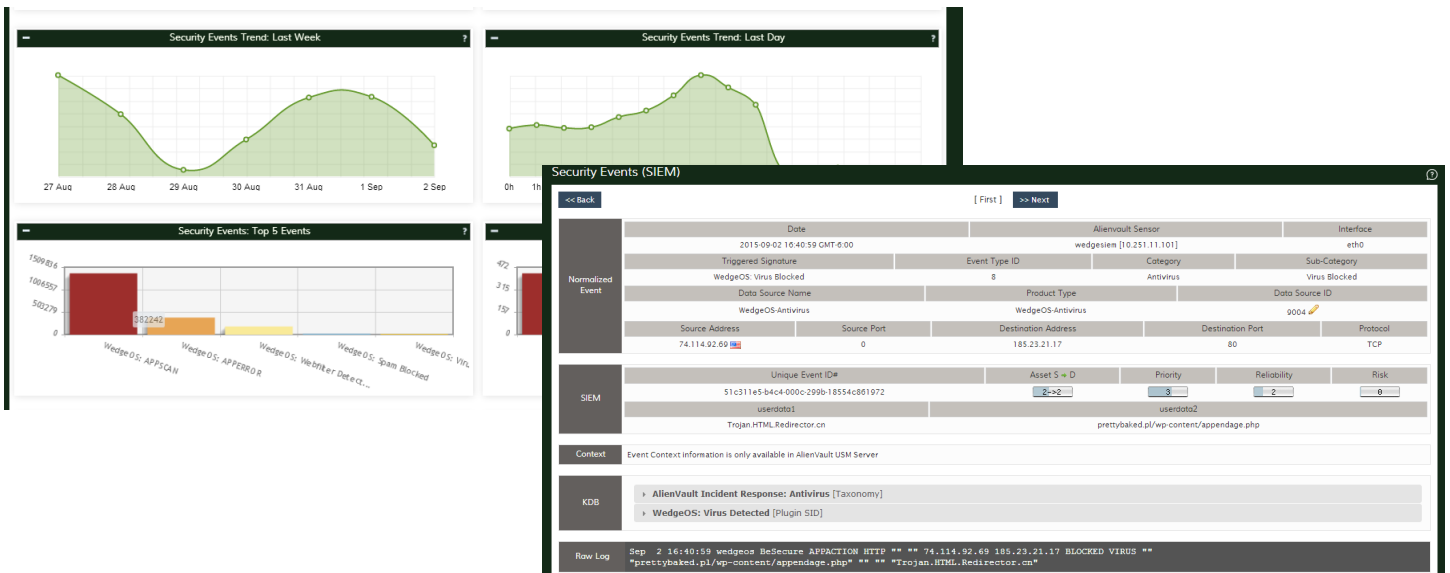 Security Events Trend: Last Week ?
27 Aug 28 Aug 29 Aug 30 Aug 31 Aug 1 Sep 2 Sep
Security Events Trend: Last Day ?
0h 1h
Security Events: Top 5 Events ?
1509836
1006557
503279
0
382242
WedgeOS: APPSCAN
WedgeOS: APPERROR
WedgeOS: Webfilter Detect...
WedgeOS: Spam Blocked
WedgeOS: Viru
472
315
157
0
Security Events (SIEM) ?
<< Back [ First ] >> Next
Normalized Event
Date Alienvault Sensor Interface
2015-09-02 16:40:59 GMT-6:00 wedgesiem [10.251.11.101] eth0
Triggered Signature Event Type ID Category Sub-Category
WedgeOS: Virus Blocked 8 Antivirus Virus Blocked
Data Source Name Product Type Data Source ID
WedgeOS-Antivirus WedgeOS-Antivirus 9004
Source Address Source Port Destination Address Destination Port Protocol
74.114.92.69 0 185.23.21.17 80 TCP
SIEM
Unique Event ID# Asset S D Priority Reliability Risk
51c311e5-b4c4-000c-299b-18554c861972 2->2 3 2 0
userdata1 userdata2
Trojan.HTML.Redirector.cn prettybaked.pl/wp-content/appendage.php
Context Event Context information is only available in AlienVault USM Server
KDB
AlienVault Incident Response: Antivirus [Taxonomy]
WedgeOS: Virus Detected [Plugin SID]
Raw Log
Sep 2 16:40:59 wedgeos BeSecure APPACTION HTTP "" "" 74.114.92.69 185.23.21.17 BLOCKED VIRUS ""
"prettybaked.pl/wp-content/appendage.php" "" "" "Trojan.HTML.Redirector.cn"